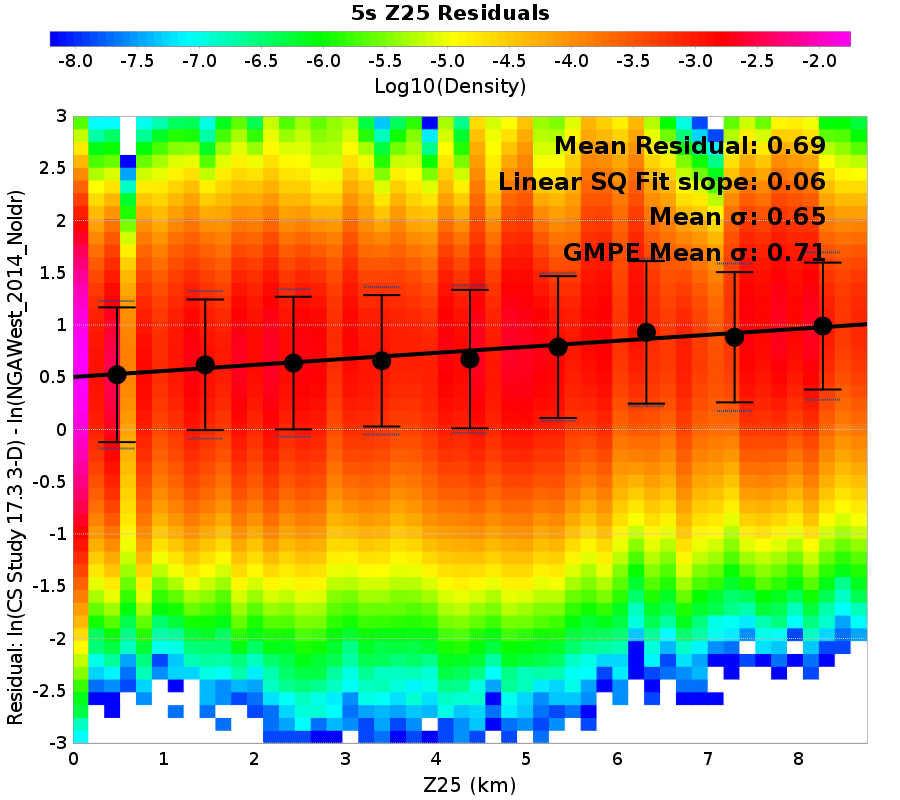 5s Z25 Residuals
-8.0 -7.5 -7.0 -6.5 -6.0 -5.5 -5.0 -4.5 -4.0 -3.5 -3.0 -2.5 -2.0
Log10(Density)
Residual: ln(CS Study 17.3 3-D) - ln(NGAWest_2014_NoIdr)
3
2.5
2
1.5
1
0.5
0
-0.5
-1
-1.5
-2
-2.5
-3
Mean Residual: 0.69
Linear SQ Fit slope: 0.06
Mean σ: 0.65
GMPE Mean σ: 0.71
0 1 2 3 4 5 6 7 8
Z25 (km)